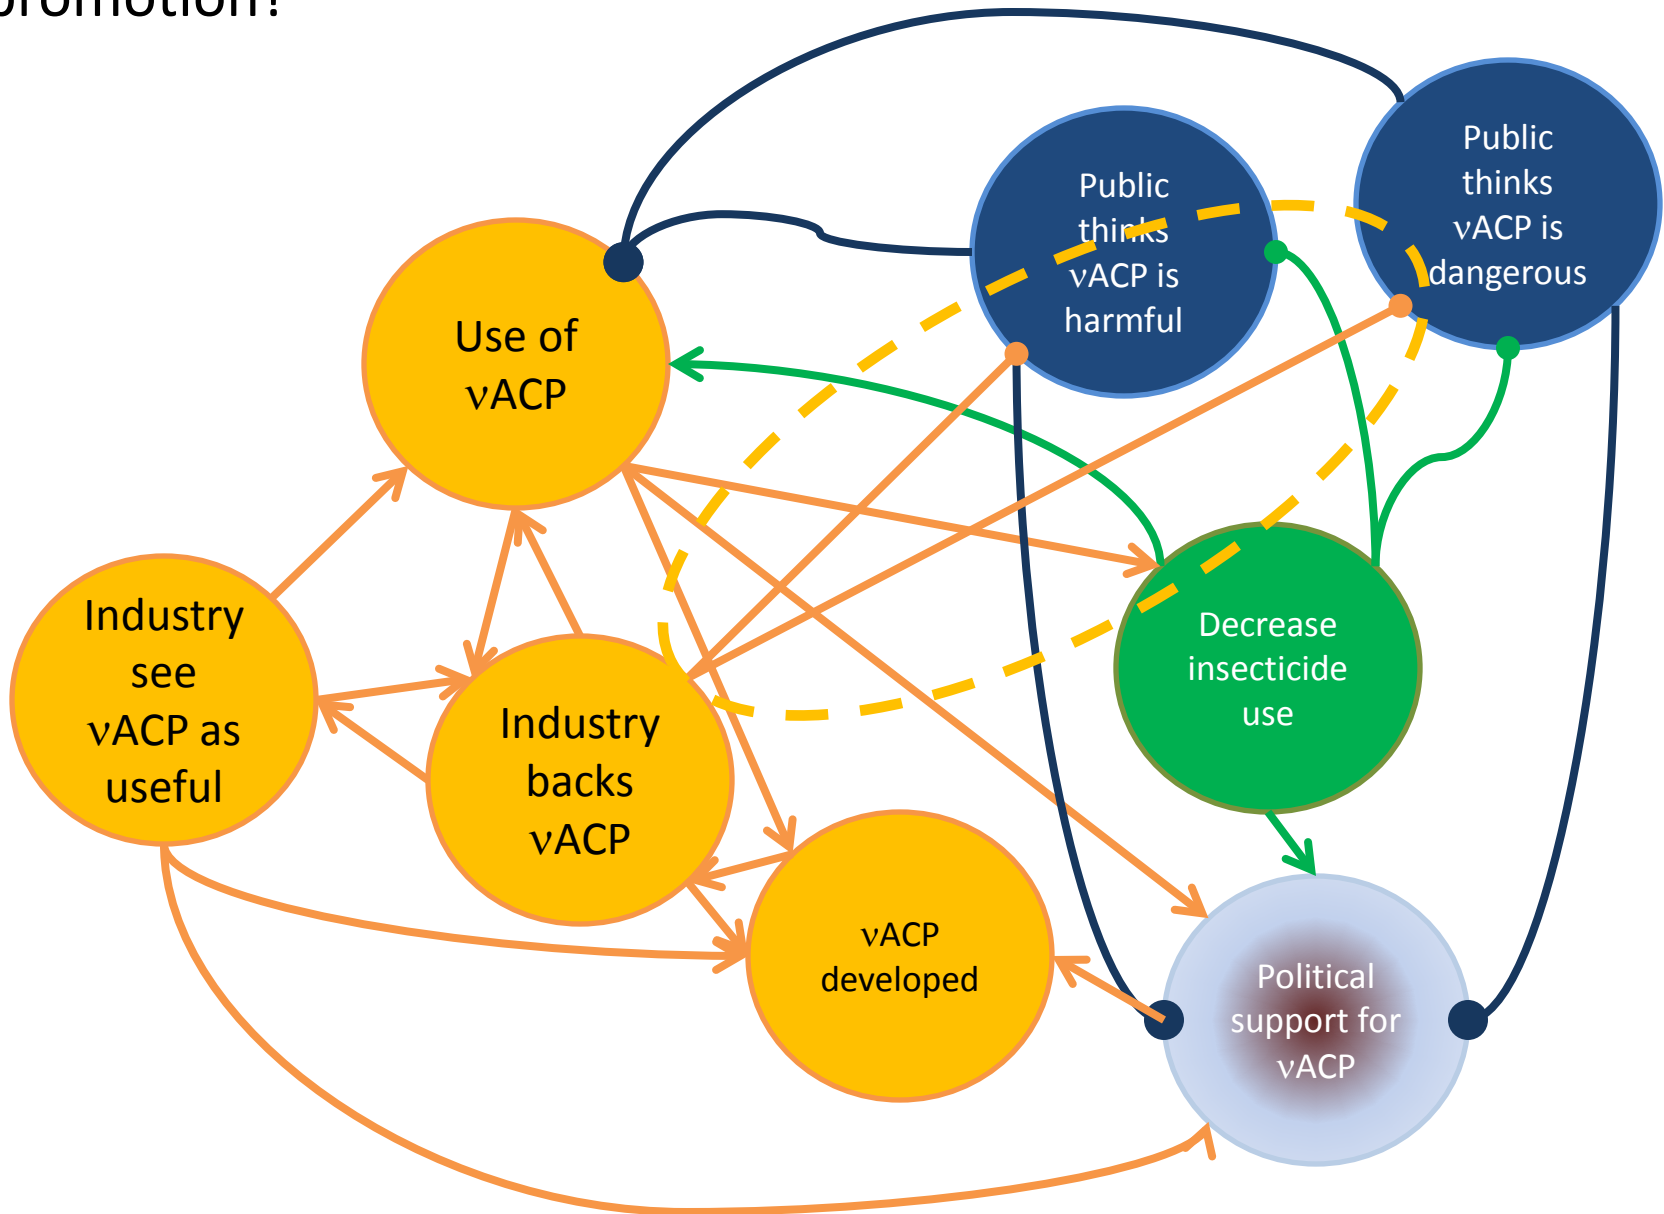 promotion?
Public
thinks
νACP is
dangerous
Public
thinks
νACP is
harmful
Use of
νACP
Industry
see
νACP as
useful
Industry
backs
νACP
Decrease
insecticide
use
νACP
developed
Political
support for
νACP